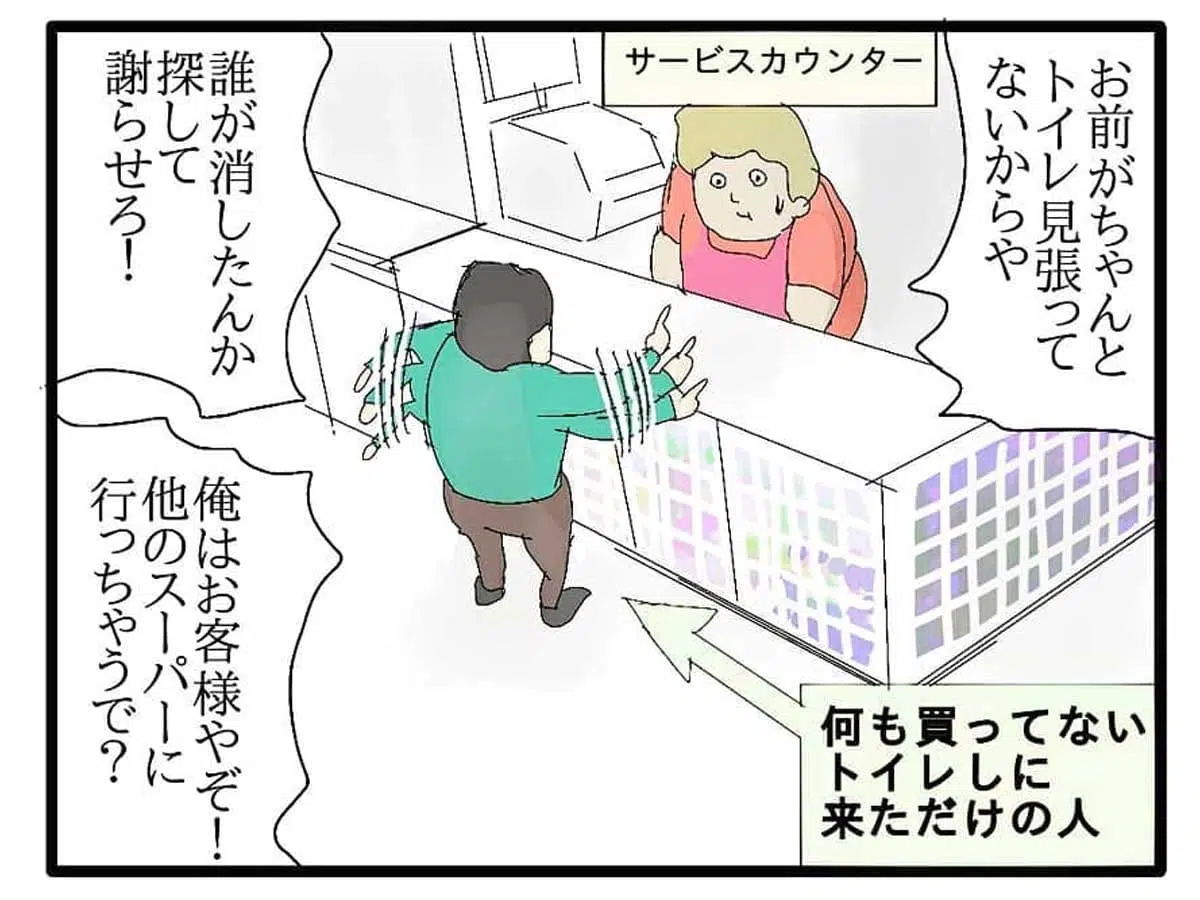 サービスカウンター
お前がちゃんと
トイレ見張って
ないからや
誰が消したんか
探して
謝らせろ！
俺はお客様やぞ！
他のスーパーに
行っちゃうで？
何も買ってない
トイレしに
来ただけの人